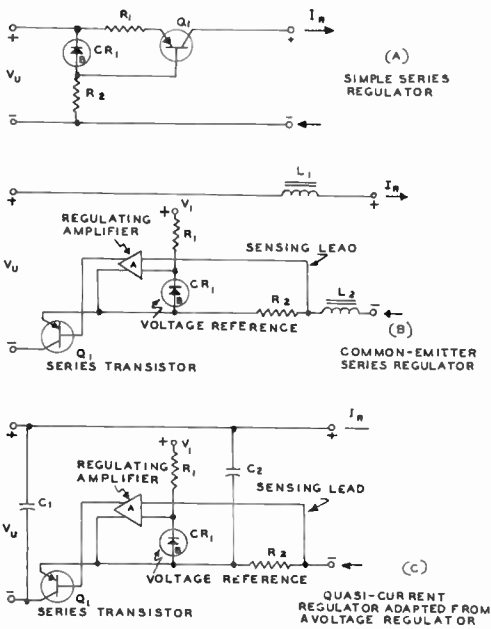 R1 Q1 IR
+ +
CR1
B
(A)
VU
R2
SIMPLE SERIES
REGULATOR
− −
L1
IR
+ +
V1
+
REGULATING
AMPLIFIER
R1
SENSING LEAD
VU
A
CR1
B
R2
L2
−
VOLTAGE REFERENCE
(B)
−
Q1
SERIES TRANSISTOR
COMMON-EMITTER
SERIES REGULATOR
IR
+ +
V1
+
REGULATING
AMPLIFIER
R1
C2
SENSING LEAD
C1
A
VU
CR1
B
R2
−
VOLTAGE REFERENCE
(C)
−
Q1
SERIES TRANSISTOR
QUASI-CURRENT
REGULATOR ADAPTED FROM
A VOLTAGE REGULATOR